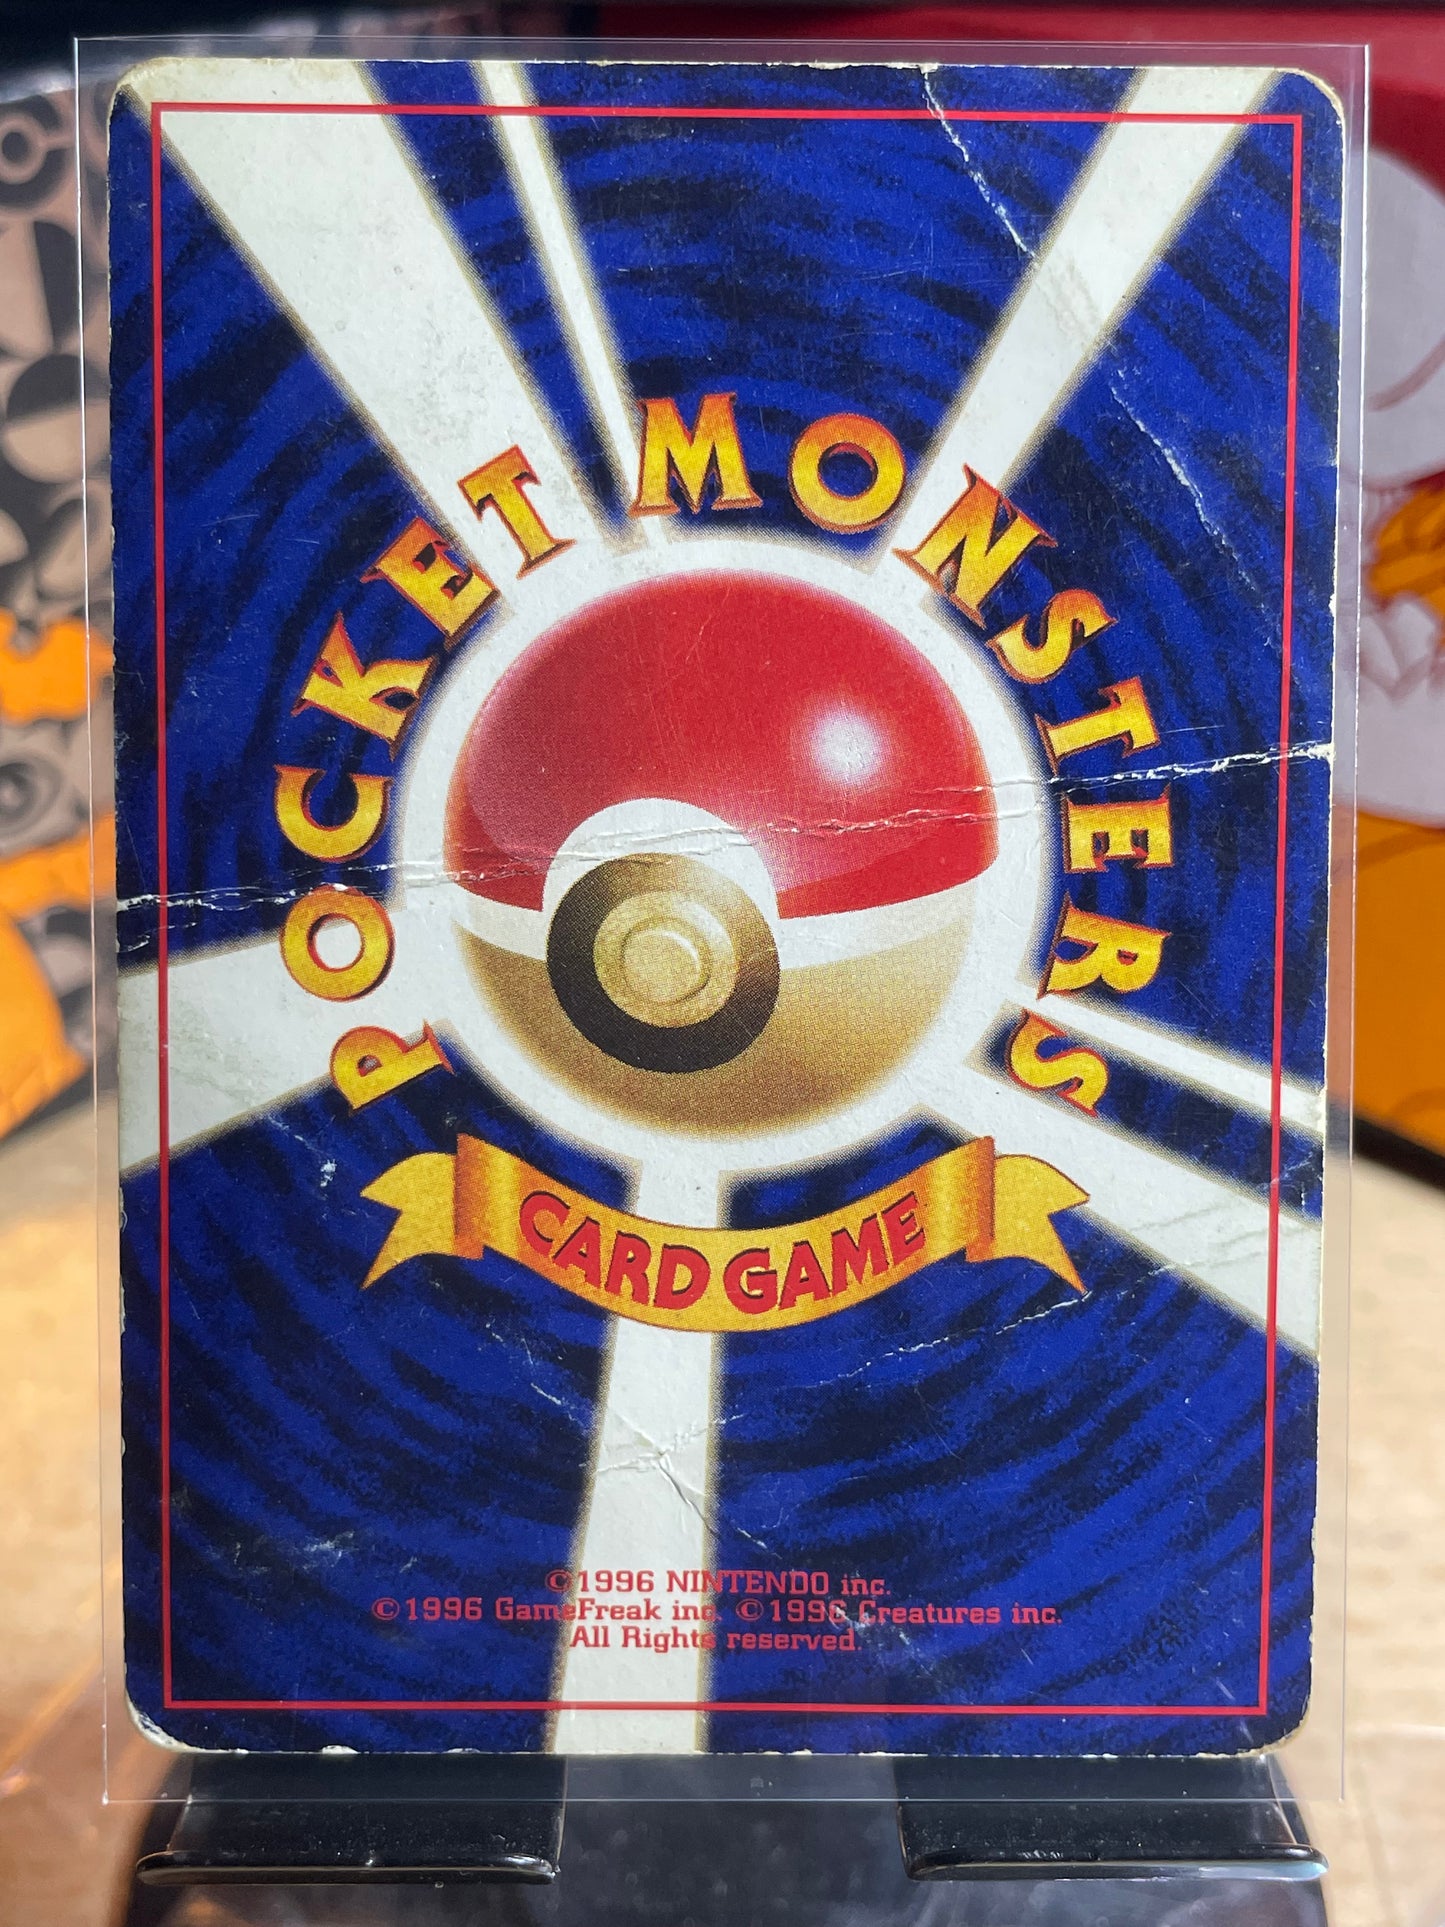 POCKET MONSTERS
CARD GAME
©1996 NINTENDO inc.
©1996 GameFreak inc. ©1996 Creatures inc.
All Rights reserved.